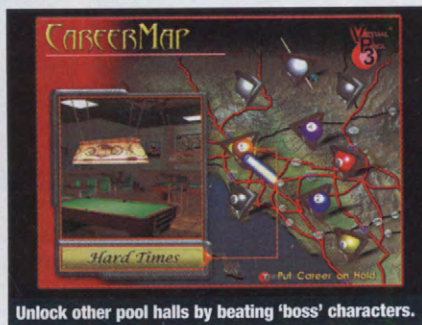 CareerMap
Virtual
Pool
3
Hard Times
Put Career on Hold
Unlock other pool halls by beating 'boss' characters.